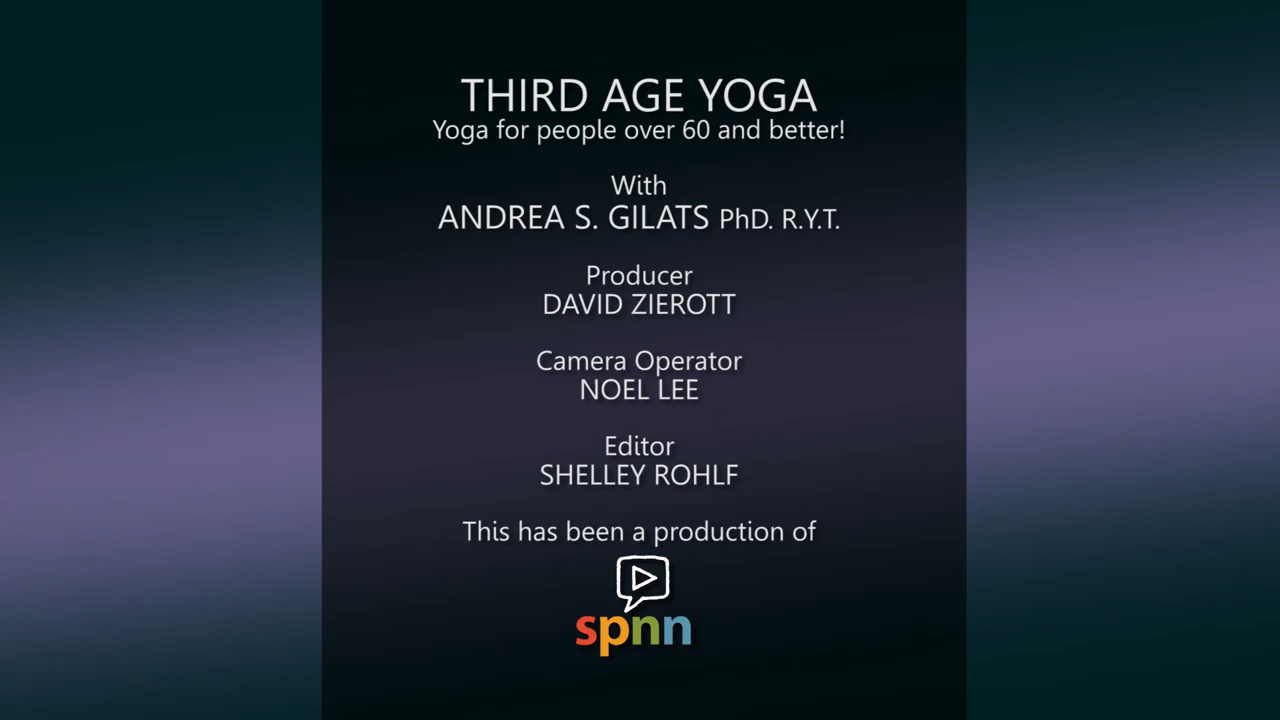 THIRD AGE YOGA
Yoga for people over 60 and better!
With
ANDREA S. GILATS PhD. R.Y.T.
Producer
DAVID ZIEROTT
Camera Operator
NOEL LEE
Editor
SHELLEY ROHLF
This has been a production of
spnn